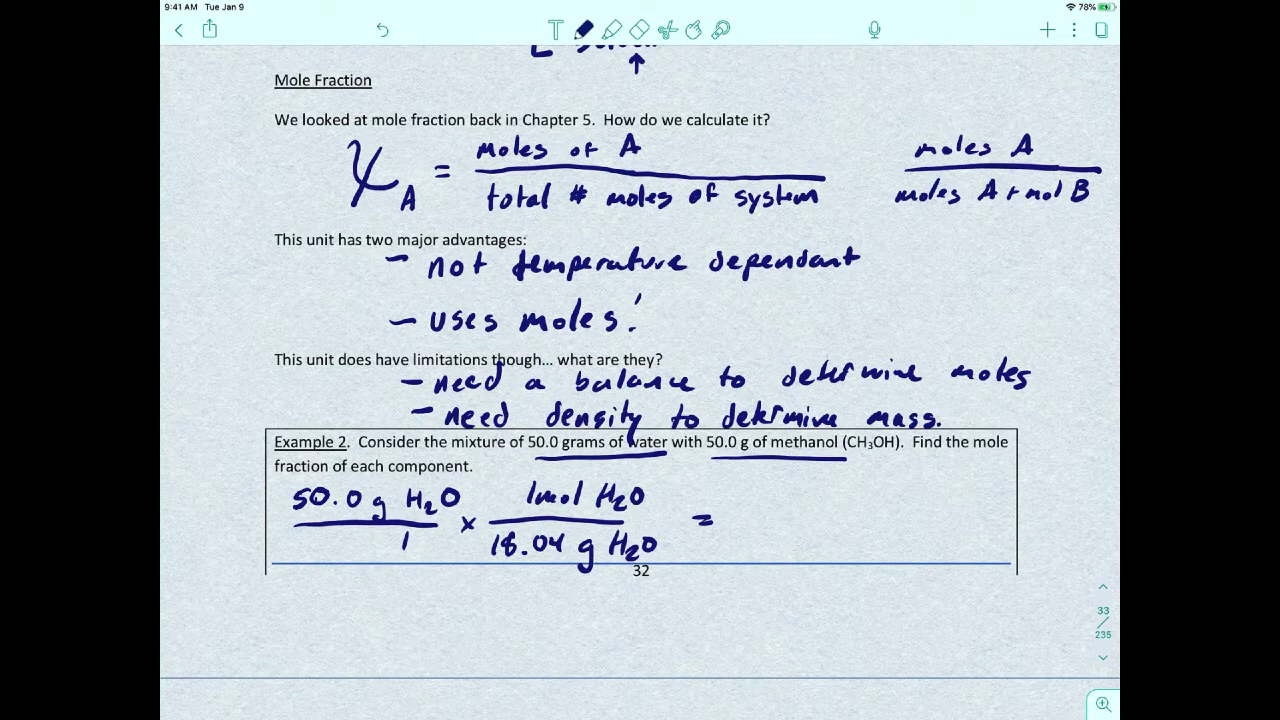 9:41 AM Tue Jan 9
78%
Mole Fraction
We looked at mole fraction back in Chapter 5. How do we calculate it?
χA = moles of A / total # moles of system
moles A / moles A + mol B
This unit has two major advantages:
- not temperature dependant
- uses moles!
This unit does have limitations though... what are they?
- need a balance to determine moles
- need density to determine mass.
Example 2. Consider the mixture of 50.0 grams of water with 50.0 g of methanol (CH₃OH). Find the mole
fraction of each component.
50.0 g H₂O / 1 × 1mol H₂O / 18.04 g H₂O =
32
33
/
235